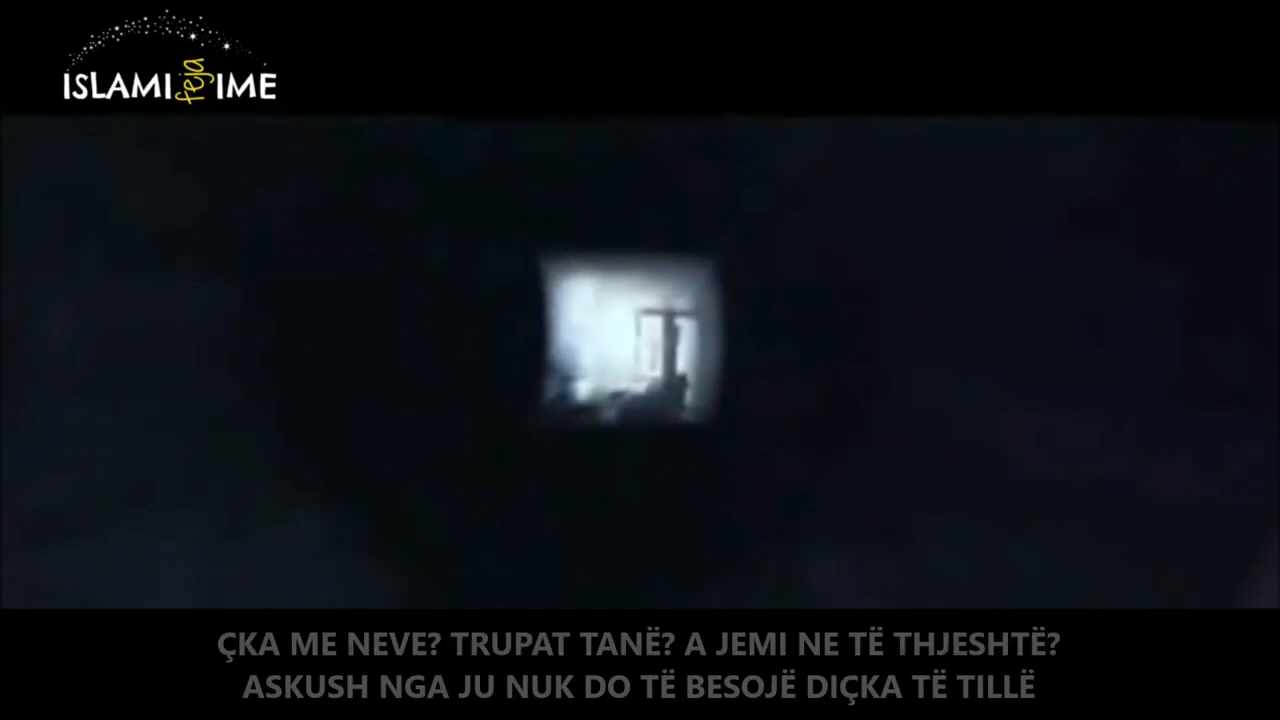 ISLAMI feja IME
ÇKA ME NEVE? TRUPAT TANË? A JEMI NE TË THJESHTË?
ASKUSH NGA JU NUK DO TË BESOJË DIÇKA TË TILLË